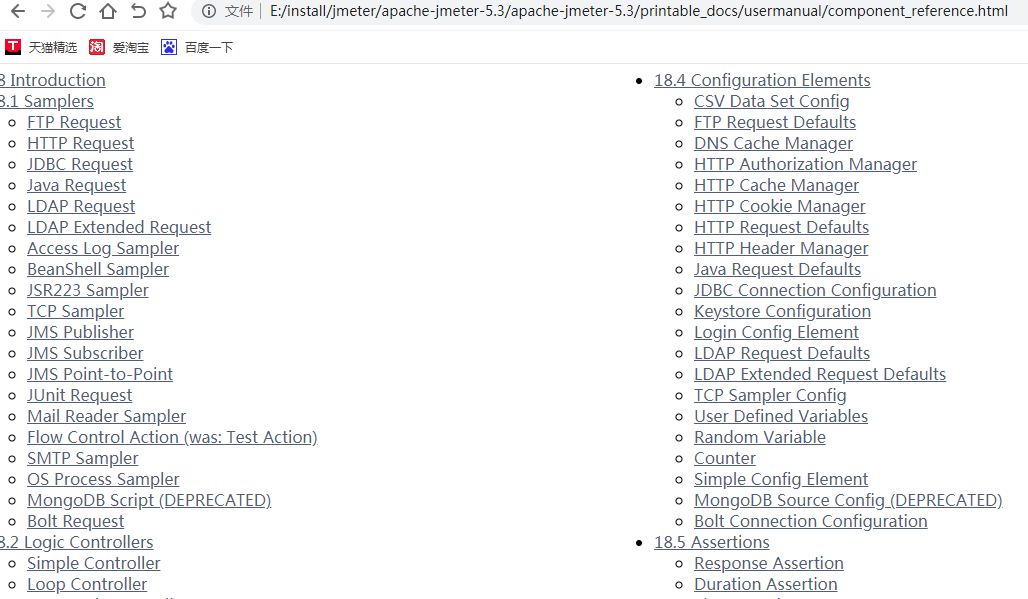 文件 E:/install/jmeter/apache-jmeter-5.3/apache-jmeter-5.3/printable_docs/usermanual/component_reference.html
天猫精选 爱淘宝 百度一下
8 Introduction
8.1 Samplers
FTP Request
HTTP Request
JDBC Request
Java Request
LDAP Request
LDAP Extended Request
Access Log Sampler
BeanShell Sampler
JSR223 Sampler
TCP Sampler
JMS Publisher
JMS Subscriber
JMS Point-to-Point
JUnit Request
Mail Reader Sampler
Flow Control Action (was: Test Action)
SMTP Sampler
OS Process Sampler
MongoDB Script (DEPRECATED)
Bolt Request
8.2 Logic Controllers
Simple Controller
Loop Controller
18.4 Configuration Elements
CSV Data Set Config
FTP Request Defaults
DNS Cache Manager
HTTP Authorization Manager
HTTP Cache Manager
HTTP Cookie Manager
HTTP Request Defaults
HTTP Header Manager
Java Request Defaults
JDBC Connection Configuration
Keystore Configuration
Login Config Element
LDAP Request Defaults
LDAP Extended Request Defaults
TCP Sampler Config
User Defined Variables
Random Variable
Counter
Simple Config Element
MongoDB Source Config (DEPRECATED)
Bolt Connection Configuration
18.5 Assertions
Response Assertion
Duration Assertion